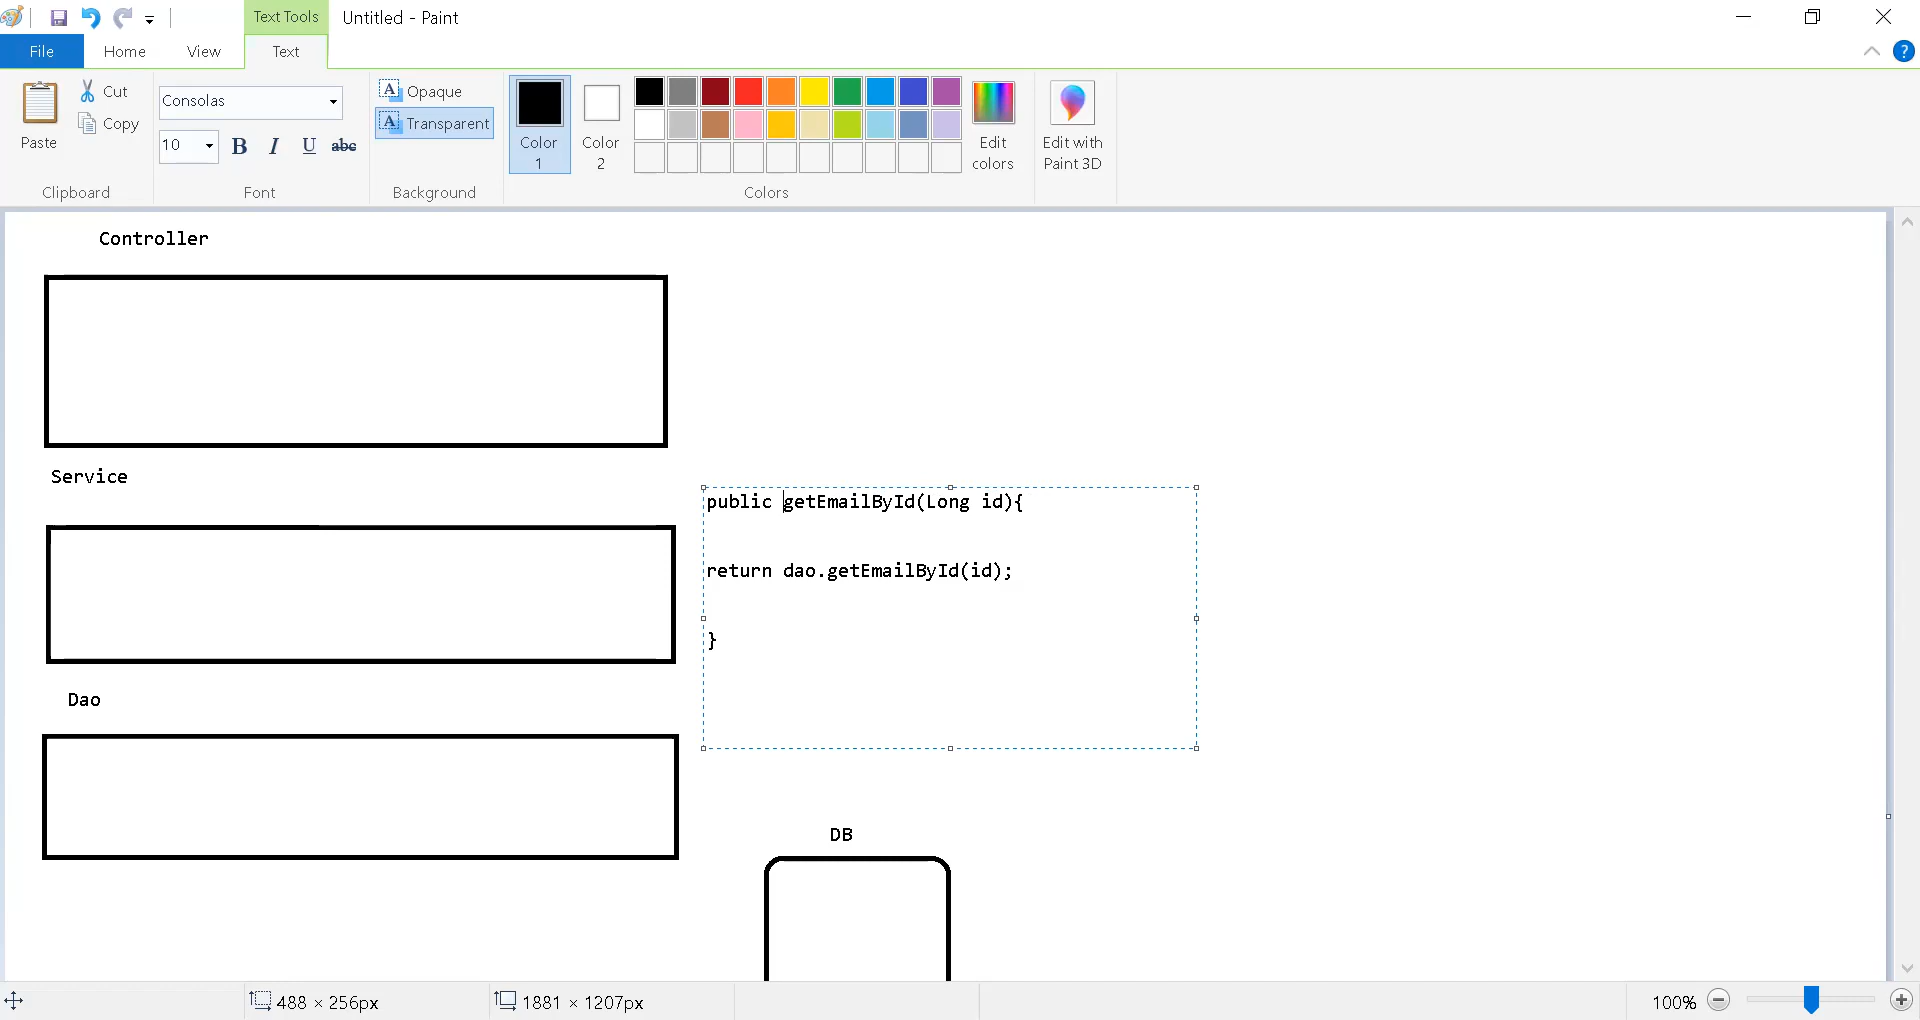 Text Tools
Untitled - Paint
File
Home
View
Text
?
Paste
Cut
Copy
Clipboard
Consolas
10
B I U abc
Font
A Opaque
A Transparent
Background
Color 1
Color 2
Colors
Edit colors
Edit with Paint 3D
Controller
Service
public getEmailById(Long id){
return dao.getEmailById(id);
}
Dao
DB
488 × 256px
1881 × 1207px
100%